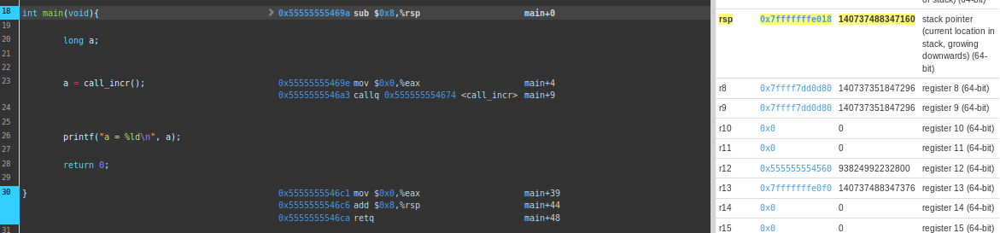 of stack) (64-bit)
18 int main(void){ 0x55555555469a sub $0x8,%rsp main+0
19
20 long a;
21
22
23 a = call_incr(); 0x55555555469e mov $0x0,%eax main+4
0x5555555546a3 callq 0x555555554674 <call_incr> main+9
24
25
26 printf("a = %ld\n", a);
27
28 return 0;
29
30 } 0x5555555546c1 mov $0x0,%eax main+39
0x5555555546c6 add $0x8,%rsp main+44
0x5555555546ca retq main+48
31
rsp 0x7fffffffe018 140737488347160 stack pointer
(current location in
stack, growing
downwards) (64-
bit)
r8 0x7ffff7dd0d80 140737351847296 register 8 (64-bit)
r9 0x7ffff7dd0d80 140737351847296 register 9 (64-bit)
r10 0x0 0 register 10 (64-bit)
r11 0x0 0 register 11 (64-bit)
r12 0x555555554560 93824992232800 register 12 (64-bit)
r13 0x7fffffffe0f0 140737488347376 register 13 (64-bit)
r14 0x0 0 register 14 (64-bit)
r15 0x0 0 register 15 (64-bit)